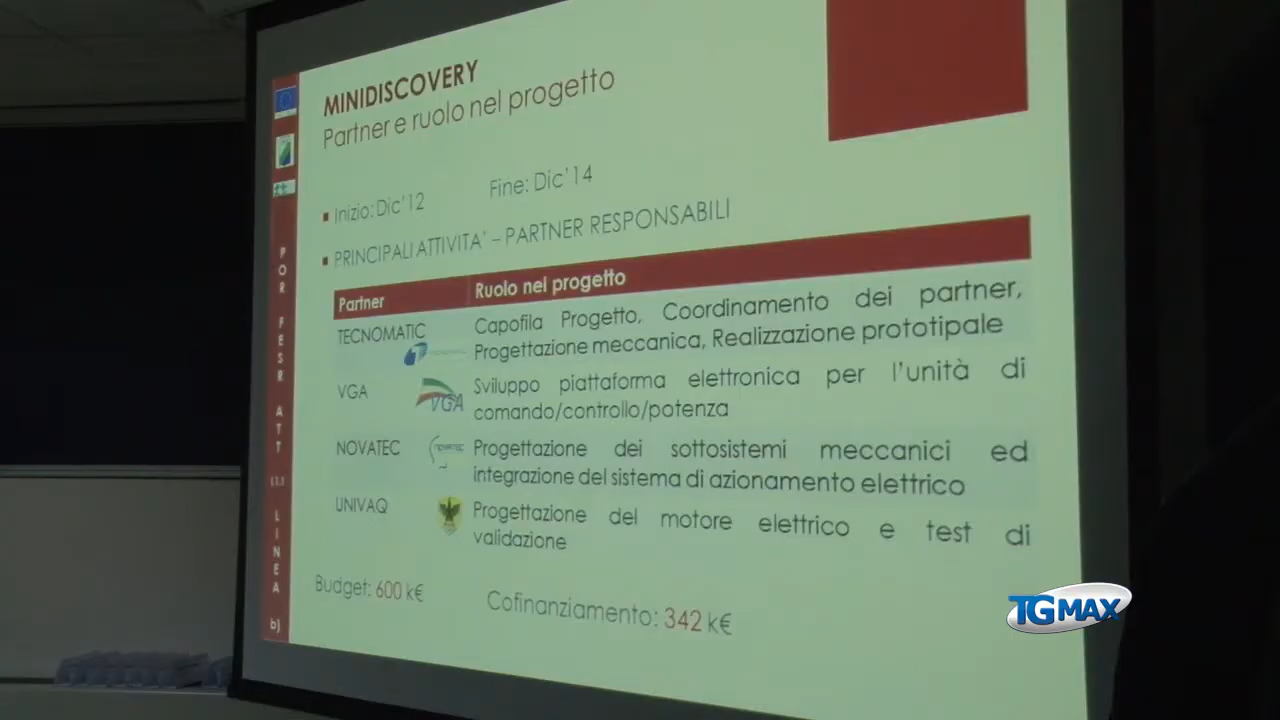 MINIDISCOVERY
Partner e ruolo nel progetto
Inizio: Dic'12
Fine: Dic'14
PRINCIPALI ATTIVITA' – PARTNER RESPONSABILI
Partner
Ruolo nel progetto
TECNOMATIC
Capofila Progetto, Coordinamento dei partner,
Progettazione meccanica, Realizzazione prototipale
VGA
VGA
Sviluppo piattaforma elettronica per l'unità di
comando/controllo/potenza
NOVATEC
Progettazione dei sottosistemi meccanici ed
integrazione del sistema di azionamento elettrico
UNIVAQ
Progettazione del motore elettrico e test di
validazione
Budget: 600 k€
Cofinanziamento: 342 k€
POR FESR ATT I.1.1 LINEA b)
TGMAX